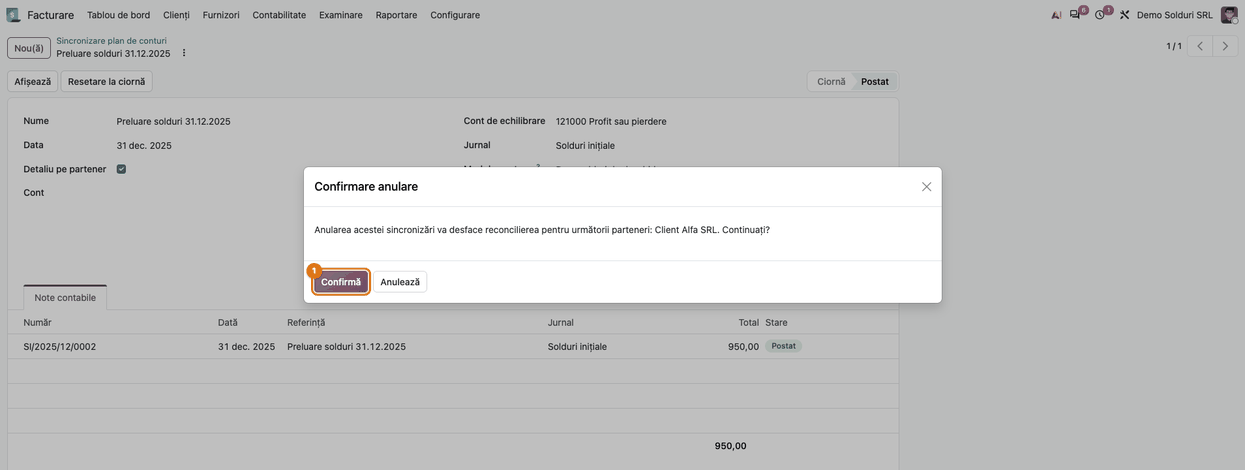 Facturare Tablou de bord Clienți Furnizori Contabilitate Examinare Raportare Configurare 6 1 Demo Solduri SRL
Nou(ă) Sincronizare plan de conturi
Preluare solduri 31.12.2025 1 / 1
Afișează Resetare la ciornă Ciornă Postat
Nume Preluare solduri 31.12.2025 Cont de echilibrare 121000 Profit sau pierdere
Data 31 dec. 2025 Jurnal Solduri inițiale
Detaliu pe partener
Cont
Confirmare anulare
Anularea acestei sincronizări va desface reconcilierea pentru următorii parteneri: Client Alfa SRL. Continuați?
1
Confirmă Anulează
Note contabile
Număr Dată Referință Jurnal Total Stare
SI/2025/12/0002 31 dec. 2025 Preluare solduri 31.12.2025 Solduri inițiale 950,00 Postat
950,00